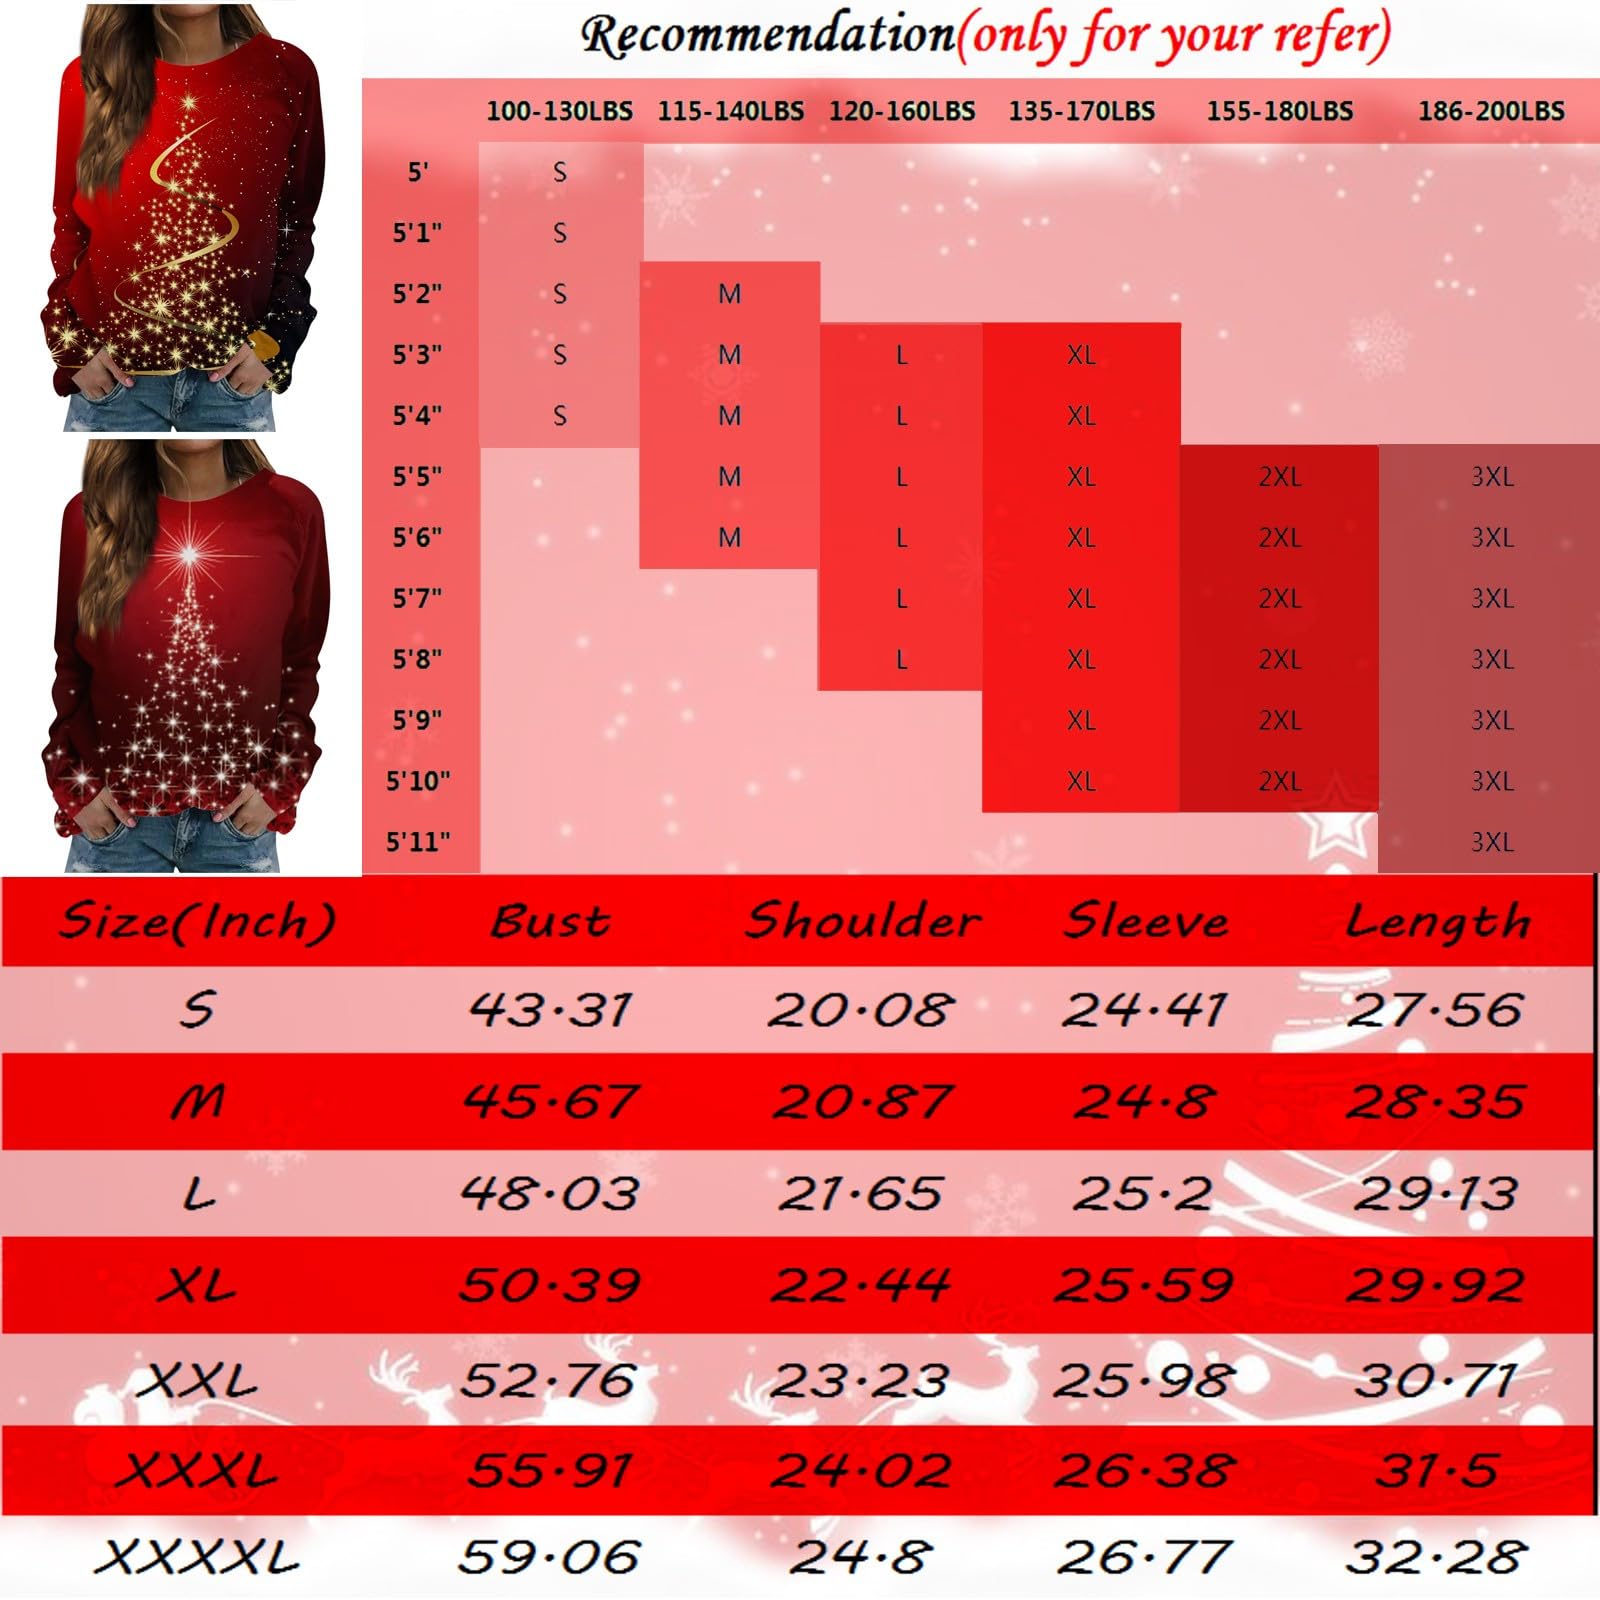 Recommendation(only for your refer)
100-130LBS 115-140LBS 120-160LBS 135-170LBS 155-180LBS 186-200LBS
5' S
5'1" S
5'2" S M
5'3" S M L XL
5'4" S M L XL
5'5" M L XL 2XL 3XL
5'6" M L XL 2XL 3XL
5'7" L XL 2XL 3XL
5'8" L XL 2XL 3XL
5'9" XL 2XL 3XL
5'10" XL 2XL 3XL
5'11" 3XL
Size(Inch) Bust Shoulder Sleeve Length
S 43.31 20.08 24.41 27.56
M 45.67 20.87 24.8 28.35
L 48.03 21.65 25.2 29.13
XL 50.39 22.44 25.59 29.92
XXL 52.76 23.23 25.98 30.71
XXXL 55.91 24.02 26.38 31.5
XXXXL 59.06 24.8 26.77 32.28